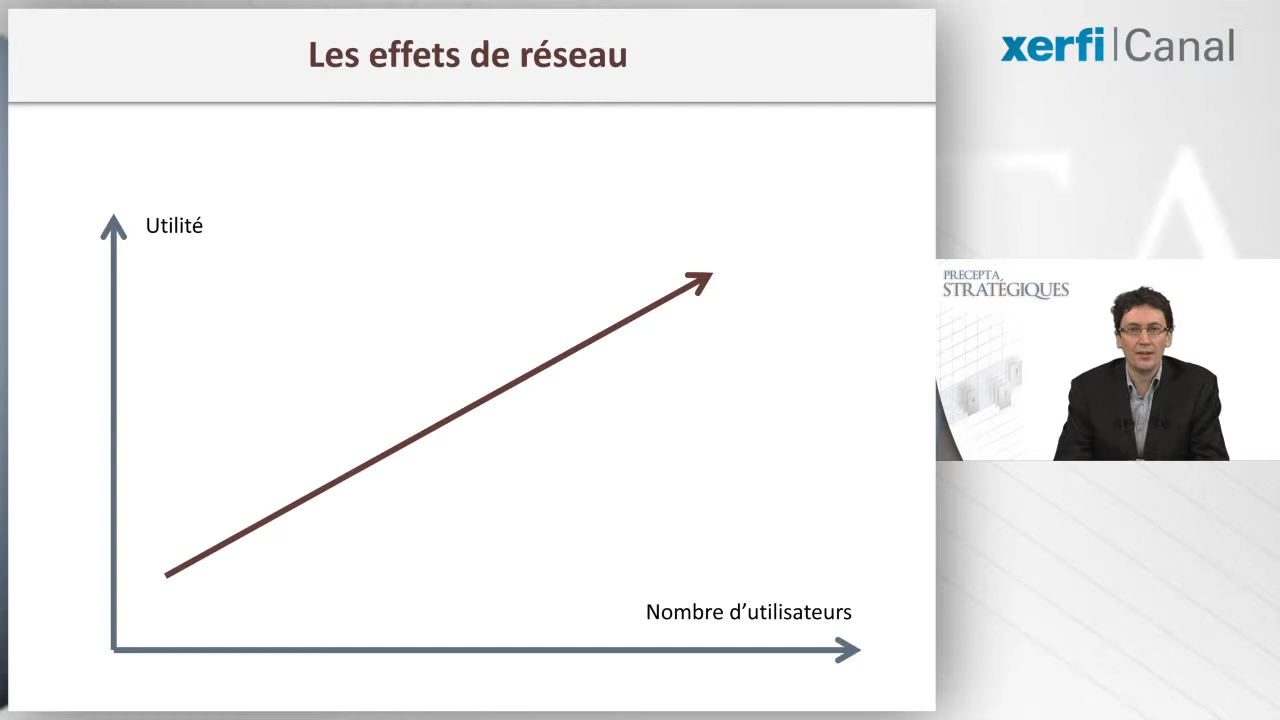 Les effets de réseau
xerfi Canal
Utilité
PRECEPTA
STRATÉGIQUES
Nombre d’utilisateurs